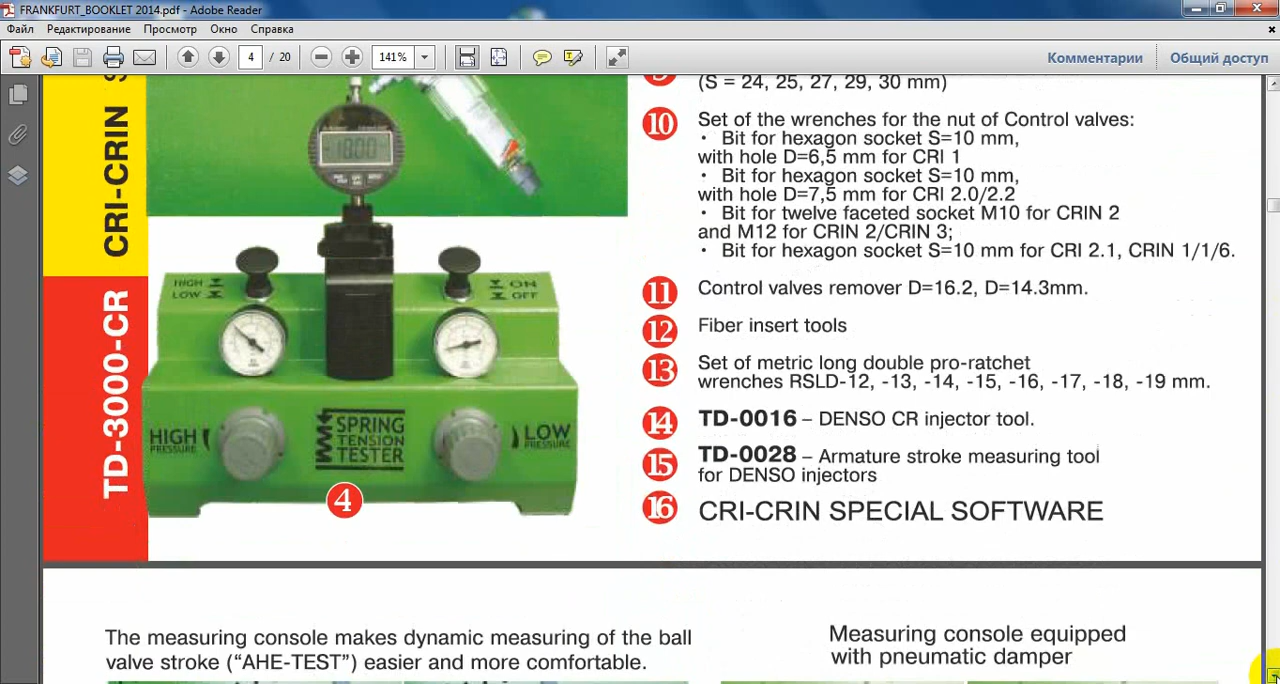 FRANKFURT_BOOKLET 2014.pdf - Adobe Reader
Файл Редактирование Просмотр Окно Справка
4 / 20 141% Комментарии Общий доступ
CRI-CRIN
TD-3000-CR
-18.00
HIGH
LOW
ON
OFF
HIGH
PRESSURE
SPRING
TENSION
TESTER
LOW
PRESSURE
4
(S = 24, 25, 27, 29, 30 mm)
10 Set of the wrenches for the nut of Control valves:
· Bit for hexagon socket S=10 mm,
with hole D=6,5 mm for CRI 1
· Bit for hexagon socket S=10 mm,
with hole D=7,5 mm for CRI 2.0/2.2
· Bit for twelve faceted socket M10 for CRIN 2
and M12 for CRIN 2/CRIN 3;
· Bit for hexagon socket S=10 mm for CRI 2.1, CRIN 1/1/6.
11 Control valves remover D=16.2, D=14.3mm.
12 Fiber insert tools
13 Set of metric long double pro-ratchet
wrenches RSLD-12, -13, -14, -15, -16, -17, -18, -19 mm.
14 TD-0016 – DENSO CR injector tool.
15 TD-0028 – Armature stroke measuring tool
for DENSO injectors
16 CRI-CRIN SPECIAL SOFTWARE
The measuring console makes dynamic measuring of the ball
valve stroke (“AHE-TEST”) easier and more comfortable.
Measuring console equipped
with pneumatic damper